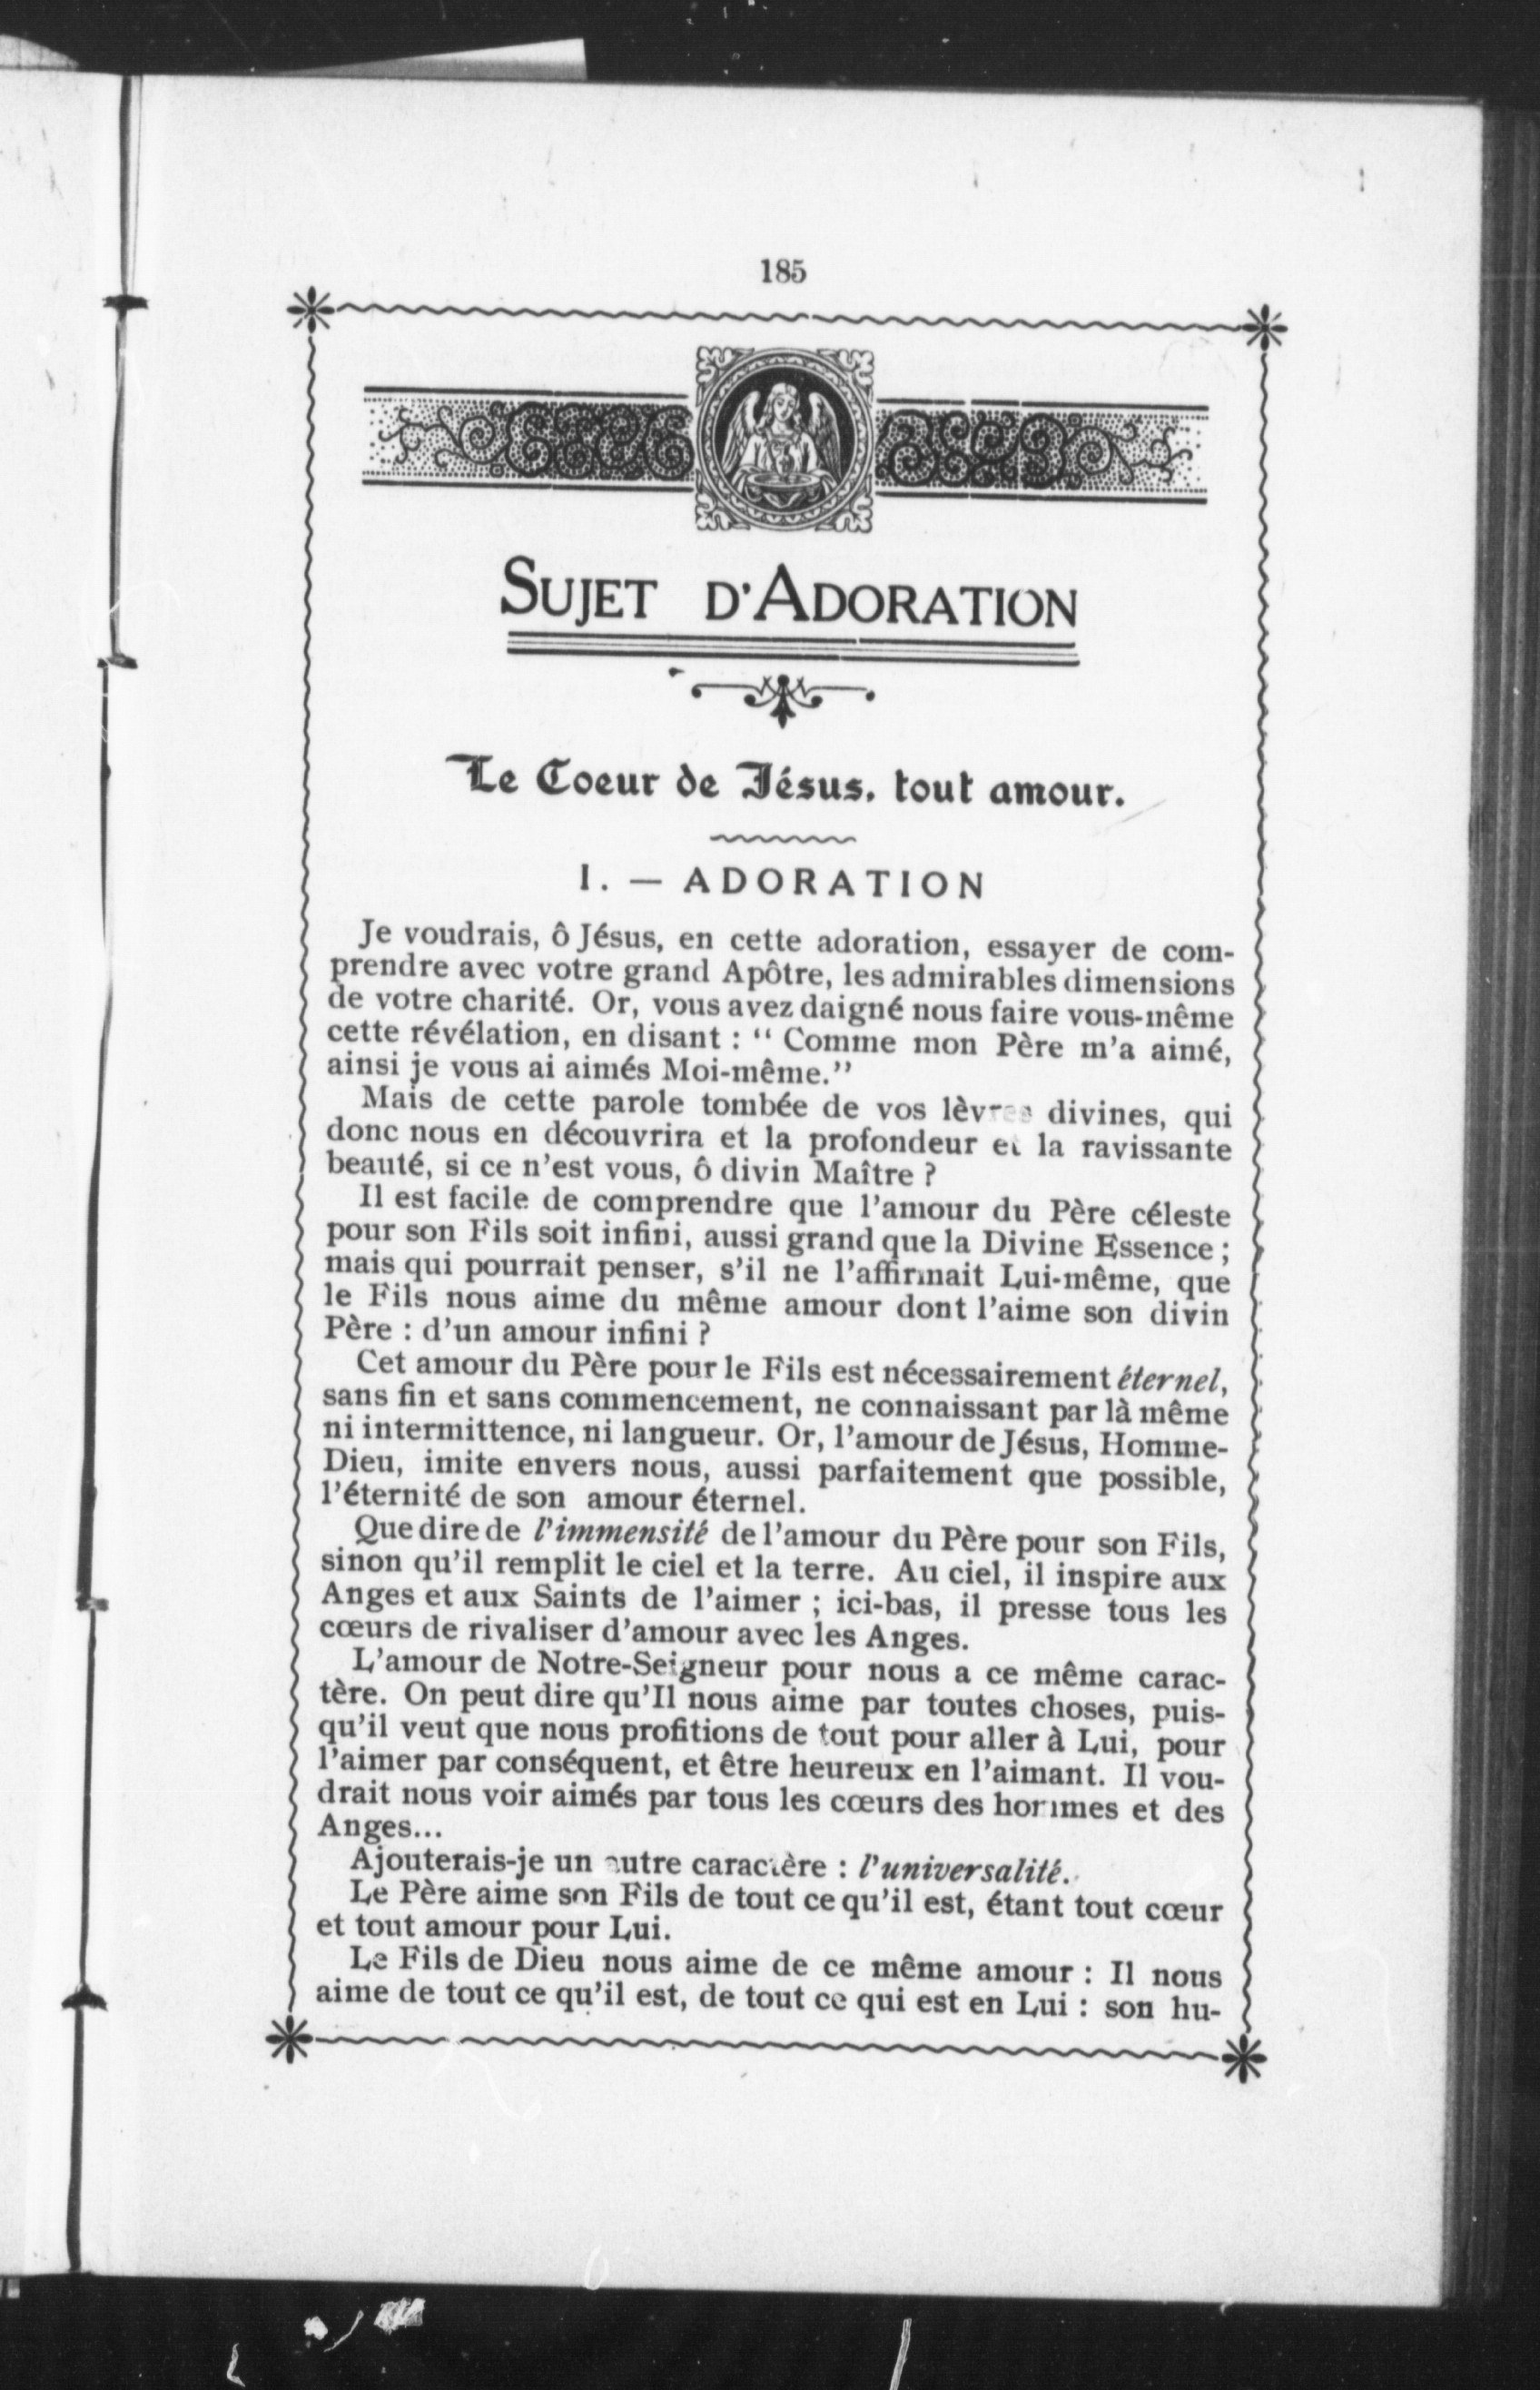 185
SUJET D'ADORATION
Le Coeur de Jésus, tout amour.
I. — ADORATION
Je voudrais, ô Jésus, en cette adoration, essayer de com-
prendre avec votre grand Apôtre, les admirables dimensions
de votre charité. Or, vous avez daigné nous faire vous-même
cette révélation, en disant : “ Comme mon Père m'a aimé,
ainsi je vous ai aimés Moi-même.”
Mais de cette parole tombée de vos lèvres divines, qui
donc nous en découvrira et la profondeur et la ravissante
beauté, si ce n'est vous, ô divin Maître ?
Il est facile de comprendre que l'amour du Père céleste
pour son Fils soit infini, aussi grand que la Divine Essence ;
mais qui pourrait penser, s'il ne l'affirmait Lui-même, que
le Fils nous aime du même amour dont l'aime son divin
Père : d'un amour infini ?
Cet amour du Père pour le Fils est nécessairement éternel,
sans fin et sans commencement, ne connaissant par là même
ni intermittence, ni langueur. Or, l'amour de Jésus, Homme-
Dieu, imite envers nous, aussi parfaitement que possible,
l'éternité de son amour éternel.
Que dire de l'immensité de l'amour du Père pour son Fils,
sinon qu'il remplit le ciel et la terre. Au ciel, il inspire aux
Anges et aux Saints de l'aimer ; ici-bas, il presse tous les
cœurs de rivaliser d'amour avec les Anges.
L'amour de Notre-Seigneur pour nous a ce même carac-
tère. On peut dire qu'Il nous aime par toutes choses, puis-
qu'il veut que nous profitions de tout pour aller à Lui, pour
l'aimer par conséquent, et être heureux en l'aimant. Il vou-
drait nous voir aimés par tous les cœurs des hommes et des
Anges...
Ajouterais-je un autre caractère : l'universalité.
Le Père aime son Fils de tout ce qu'il est, étant tout cœur
et tout amour pour Lui.
Le Fils de Dieu nous aime de ce même amour : Il nous
aime de tout ce qu'il est, de tout ce qui est en Lui : son hu-